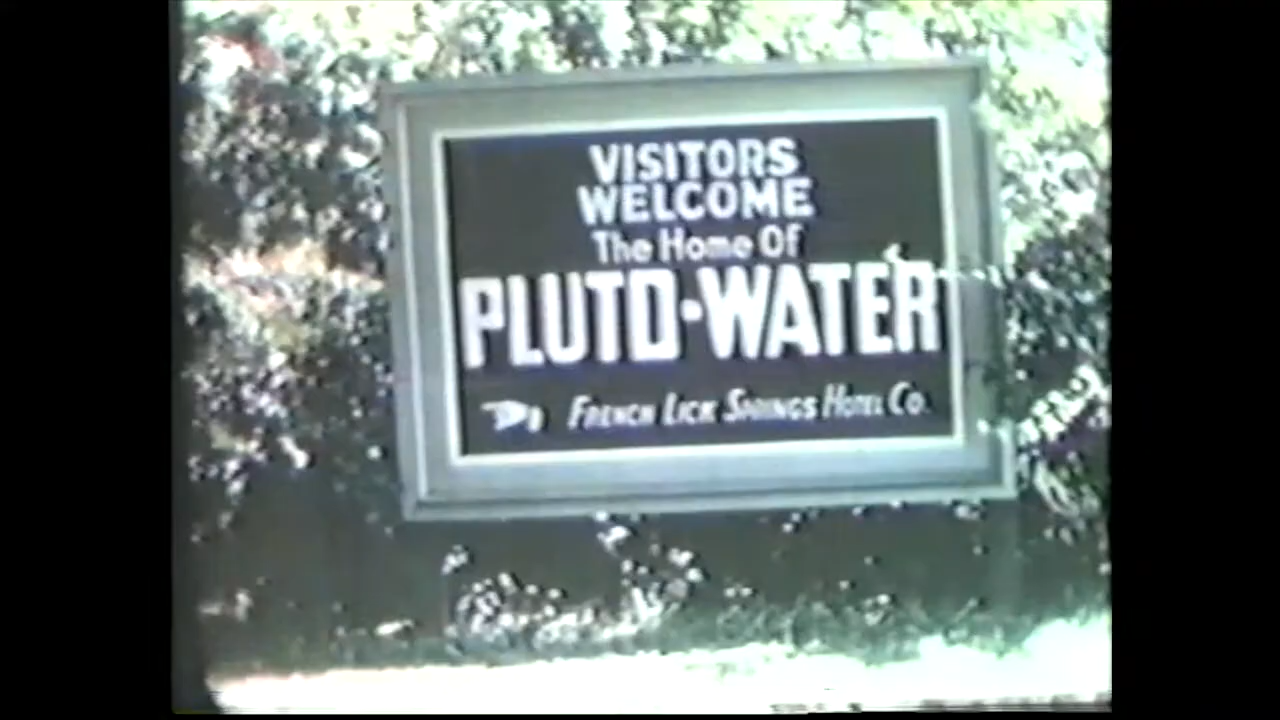 VISITORS
WELCOME
The Home Of
PLUTO-WATER
FRENCH LICK SPRINGS HOTEL CO.